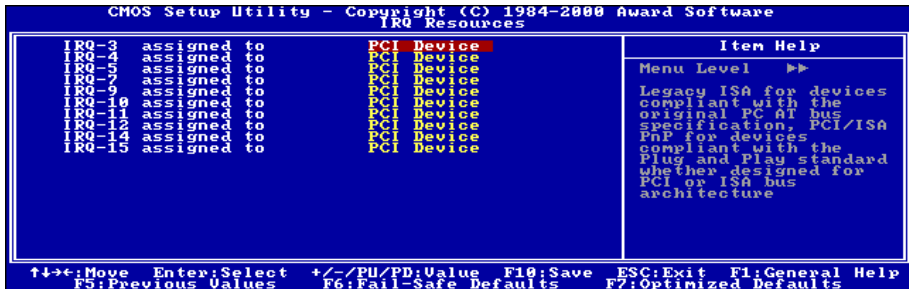 CMOS Setup Utility - Copyright (C) 1984-2000 Award Software
IRQ Resources
IRQ-3 assigned to PCI Device
IRQ-4 assigned to PCI Device
IRQ-5 assigned to PCI Device
IRQ-7 assigned to PCI Device
IRQ-9 assigned to PCI Device
IRQ-10 assigned to PCI Device
IRQ-11 assigned to PCI Device
IRQ-12 assigned to PCI Device
IRQ-14 assigned to PCI Device
IRQ-15 assigned to PCI Device
Item Help
Menu Level ►►
Legacy ISA for devices
compliant with the
original PC AT bus
specification, PCI/ISA
PnP for devices
compliant with the
Plug and Play standard
whether designed for
PCI or ISA bus
architecture
↑↓→←:Move Enter:Select +/-/PU/PD:Value F10:Save ESC:Exit F1:General Help
F5:Previous Values F6:Fail-Safe Defaults F7:Optimized Defaults